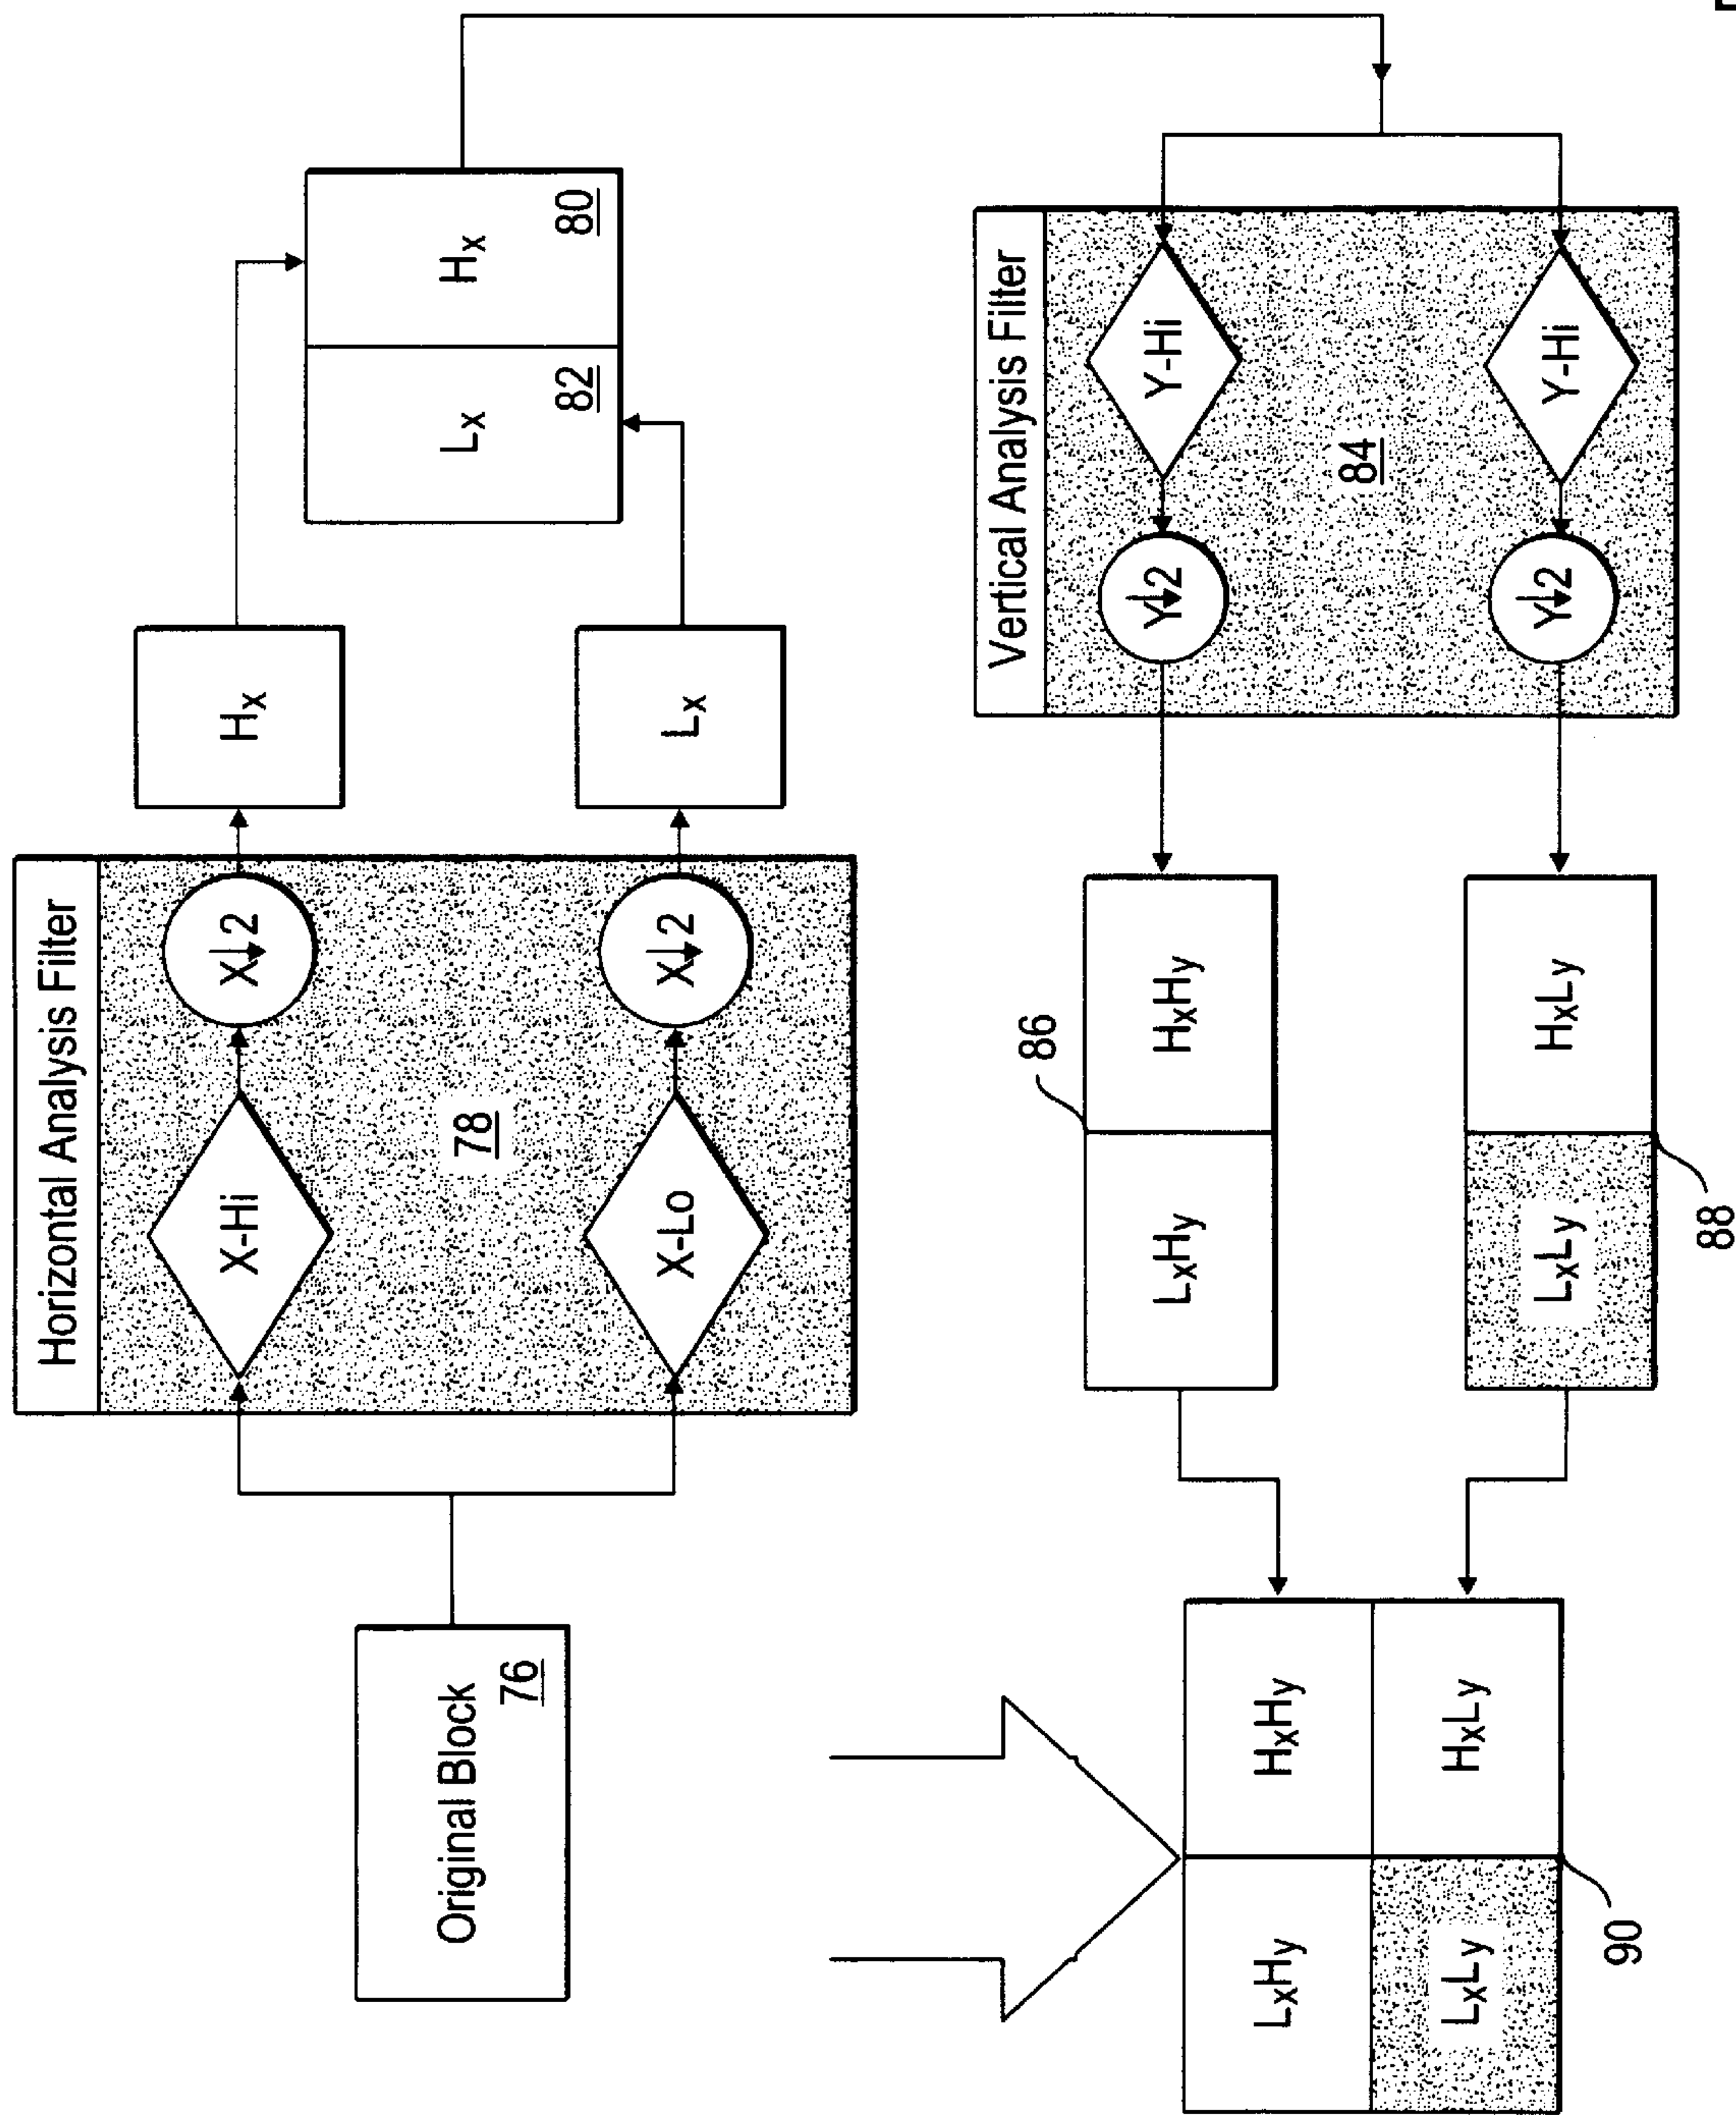 Horizontal Analysis Filter
Original Block
76
X-Hi
X↓2
78
X-Lo
X↓2
Hx
Lx
Lx
82
Hx
80
Vertical Analysis Filter
Y-Hi
Y↓2
84
Y-Hi
Y↓2
86
LxHy
HxHy
LxLy
HxLy
88
LxHy
HxHy
LxLy
HxLy
90